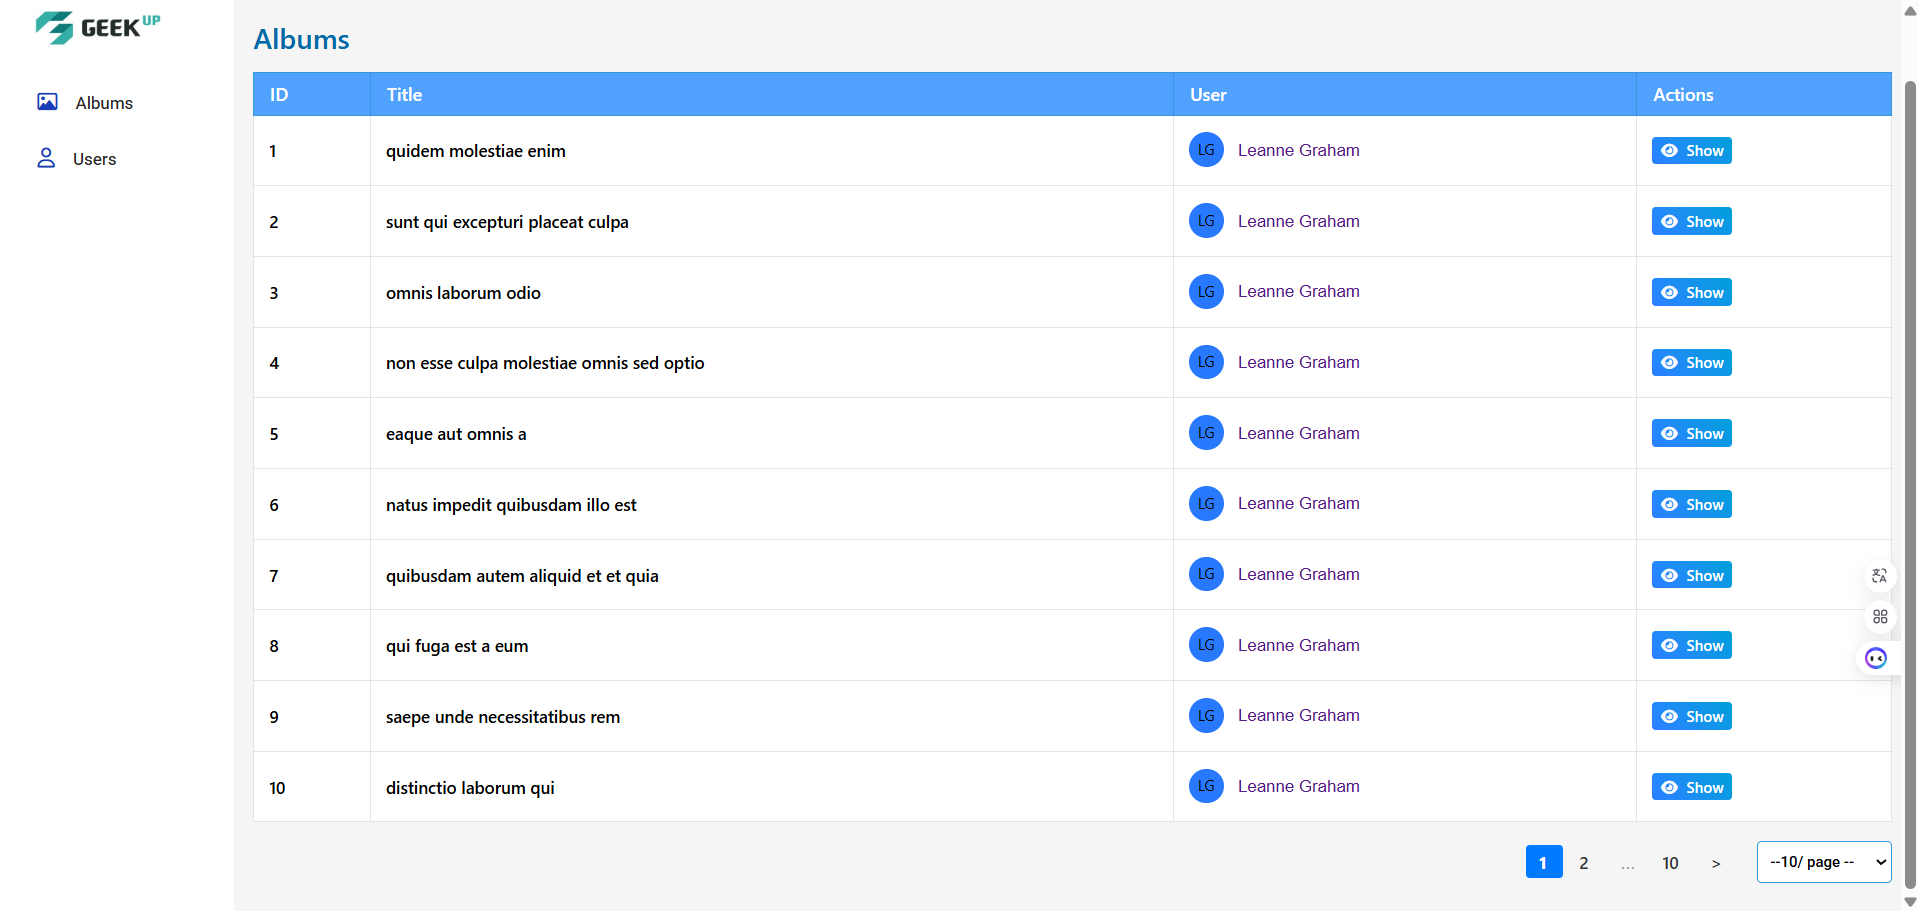 GEEK UP
Albums
Users
Albums
ID Title User Actions
1 quidem molestiae enim LG Leanne Graham Show
2 sunt qui excepturi placeat culpa LG Leanne Graham Show
3 omnis laborum odio LG Leanne Graham Show
4 non esse culpa molestiae omnis sed optio LG Leanne Graham Show
5 eaque aut omnis a LG Leanne Graham Show
6 natus impedit quibusdam illo est LG Leanne Graham Show
7 quibusdam autem aliquid et et quia LG Leanne Graham Show
8 qui fuga est a eum LG Leanne Graham Show
9 saepe unde necessitatibus rem LG Leanne Graham Show
10 distinctio laborum qui LG Leanne Graham Show
1 2 ... 10 > --10/ page --